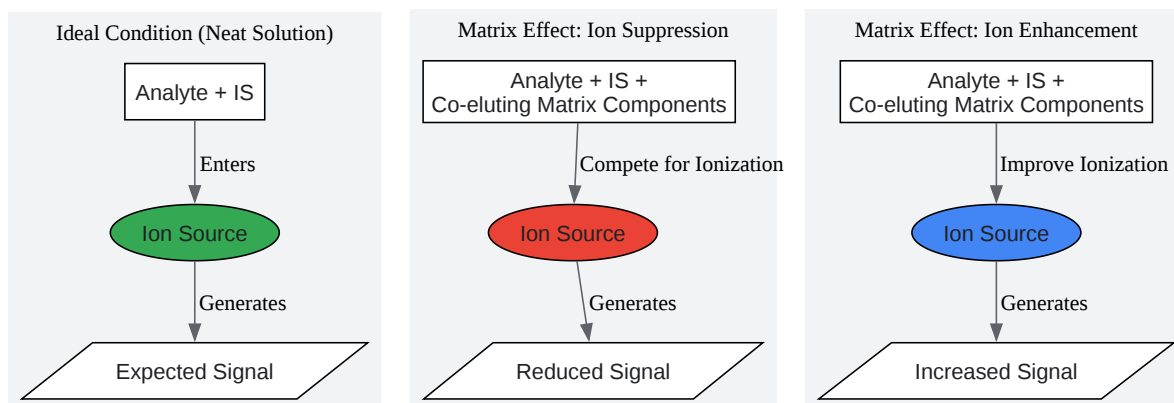 Ideal Condition (Neat Solution)
Analyte + IS
Enters
Ion Source
Generates
Expected Signal
Matrix Effect: Ion Suppression
Analyte + IS +
Co-eluting Matrix Components
Compete for Ionization
Ion Source
Generates
Reduced Signal
Matrix Effect: Ion Enhancement
Analyte + IS +
Co-eluting Matrix Components
Improve Ionization
Ion Source
Generates
Increased Signal